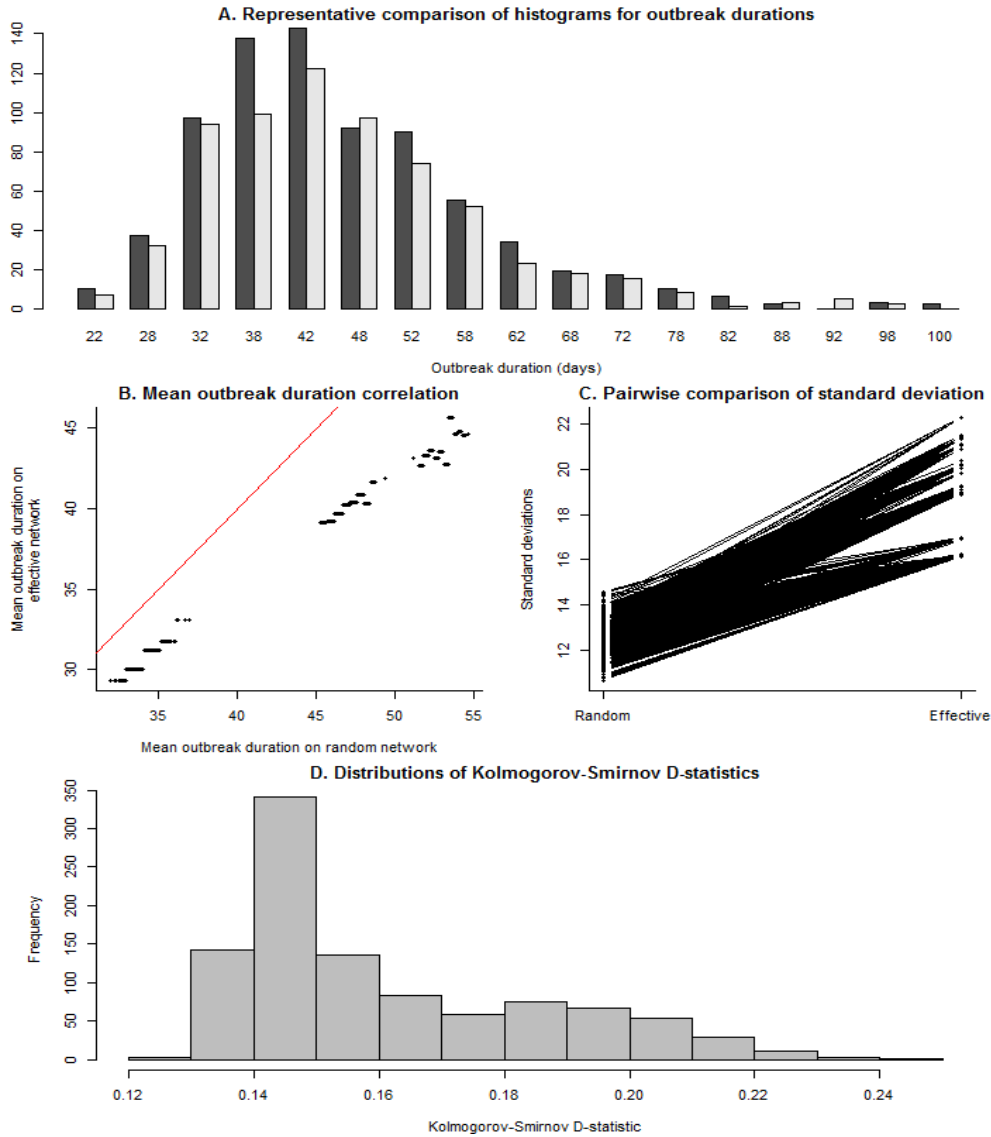 A. Representative comparison of histograms for outbreak durations
140
120
100
80
60
40
20
0
22 28 32 38 42 48 52 58 62 68 72 78 82 88 92 98 100
Outbreak duration (days)
B. Mean outbreak duration correlation
Mean outbreak duration on
effective network
45
40
35
30
35 40 45 50 55
Mean outbreak duration on random network
C. Pairwise comparison of standard deviation
Standard deviations
22
20
18
16
14
12
Random Effective
D. Distributions of Kolmogorov-Smirnov D-statistics
Frequency
350
300
250
200
150
100
50
0
0.12 0.14 0.16 0.18 0.20 0.22 0.24
Kolmogorov-Smirnov D-statistic